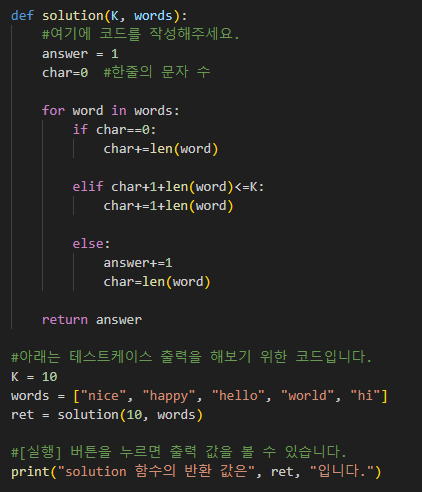 def solution(K, words):
    #여기에 코드를 작성해주세요.
    answer = 1
    char=0  #한줄의 문자 수

    for word in words:
        if char==0:
            char+=len(word)

        elif char+1+len(word)<=K:
            char+=1+len(word)

        else:
            answer+=1
            char=len(word)

    return answer

#아래는 테스트케이스 출력을 해보기 위한 코드입니다.
K = 10
words = ["nice", "happy", "hello", "world", "hi"]
ret = solution(10, words)

#[실행] 버튼을 누르면 출력 값을 볼 수 있습니다.
print("solution 함수의 반환 값은", ret, "입니다.")